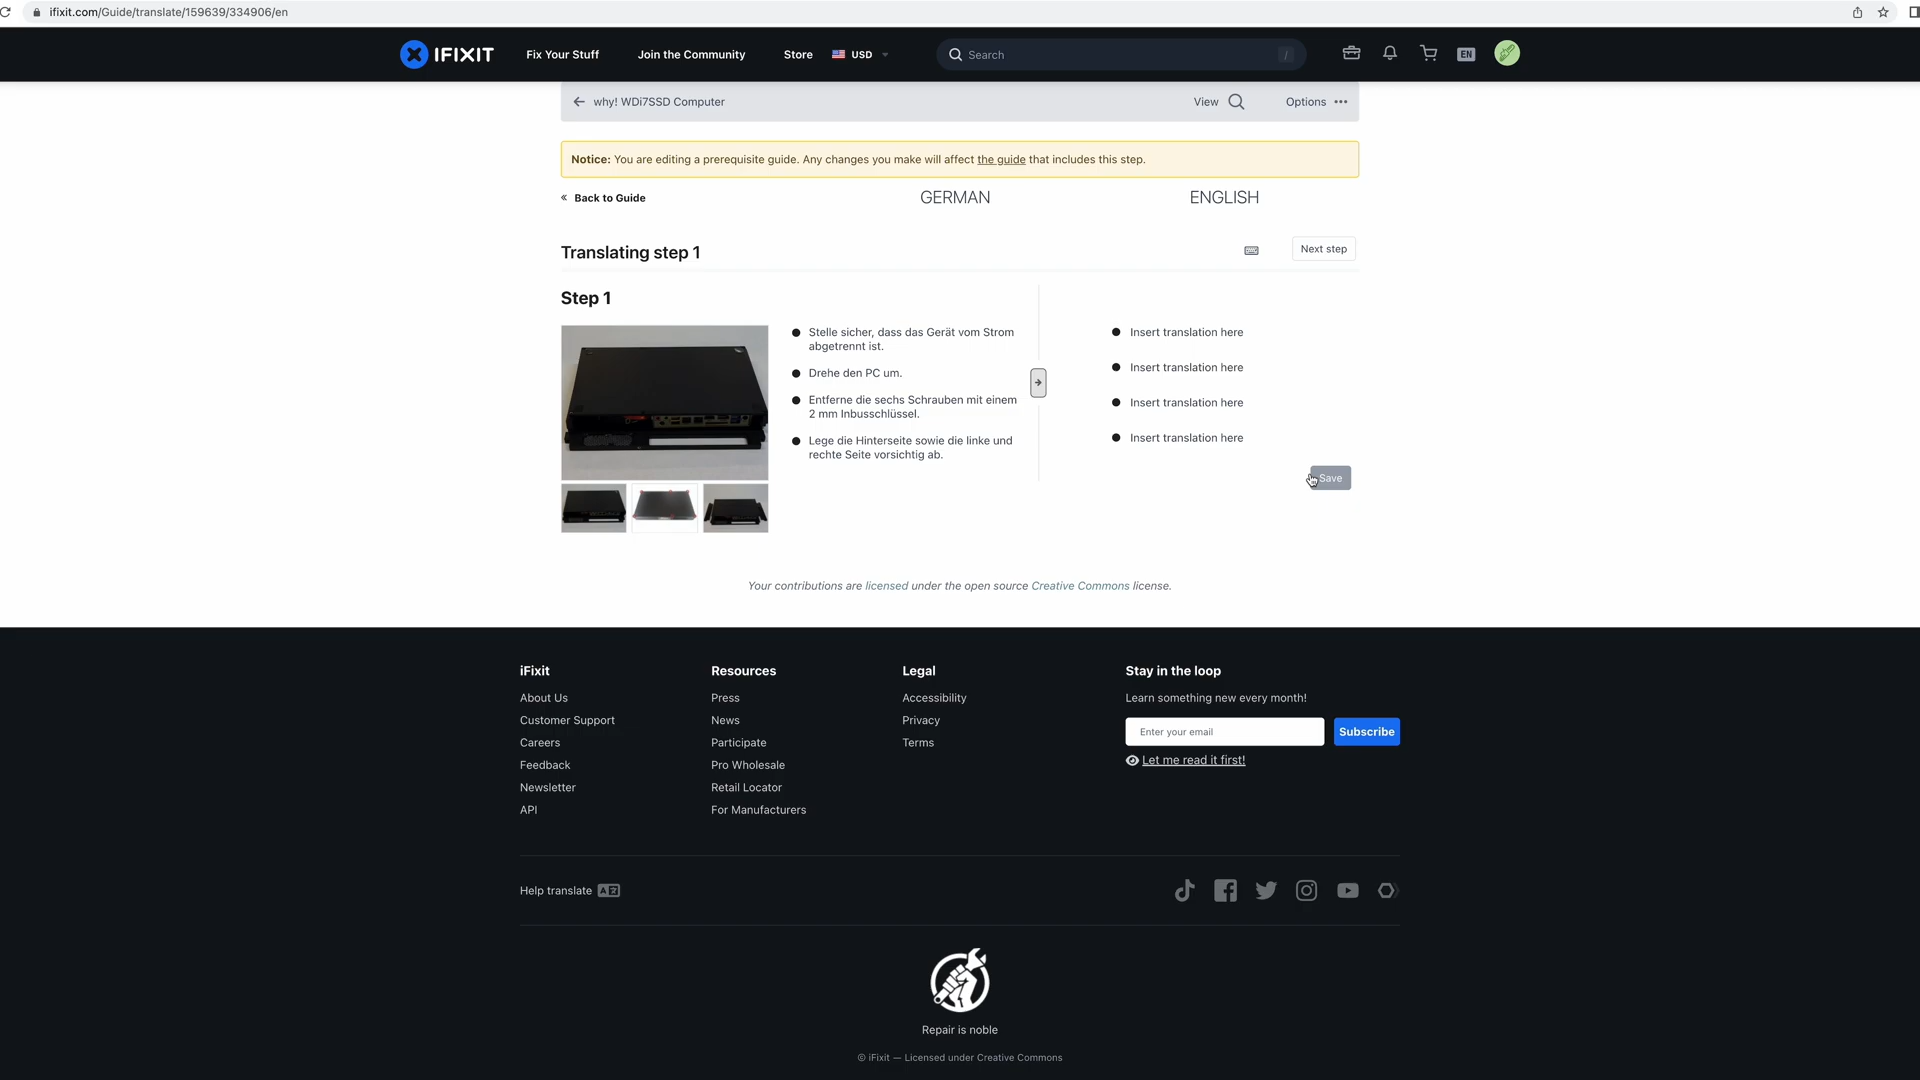 ifixit.com/Guide/translate/159639/334906/en
IFIXIT
Fix Your Stuff
Join the Community
Store
USD
Search
/
EN
why! WDi7SSD Computer
View
Options
Notice: You are editing a prerequisite guide. Any changes you make will affect the guide that includes this step.
« Back to Guide
GERMAN
ENGLISH
Translating step 1
Next step
Step 1
Stelle sicher, dass das Gerät vom Strom
abgetrennt ist.
Drehe den PC um.
Entferne die sechs Schrauben mit einem
2 mm Inbusschlüssel.
Lege die Hinterseite sowie die linke und
rechte Seite vorsichtig ab.
Insert translation here
Insert translation here
Insert translation here
Insert translation here
Save
Your contributions are licensed under the open source Creative Commons license.
iFixit
About Us
Customer Support
Careers
Feedback
Newsletter
API
Resources
Press
News
Participate
Pro Wholesale
Retail Locator
For Manufacturers
Legal
Accessibility
Privacy
Terms
Stay in the loop
Learn something new every month!
Enter your email
Subscribe
Let me read it first!
Help translate
Repair is noble
© iFixit — Licensed under Creative Commons